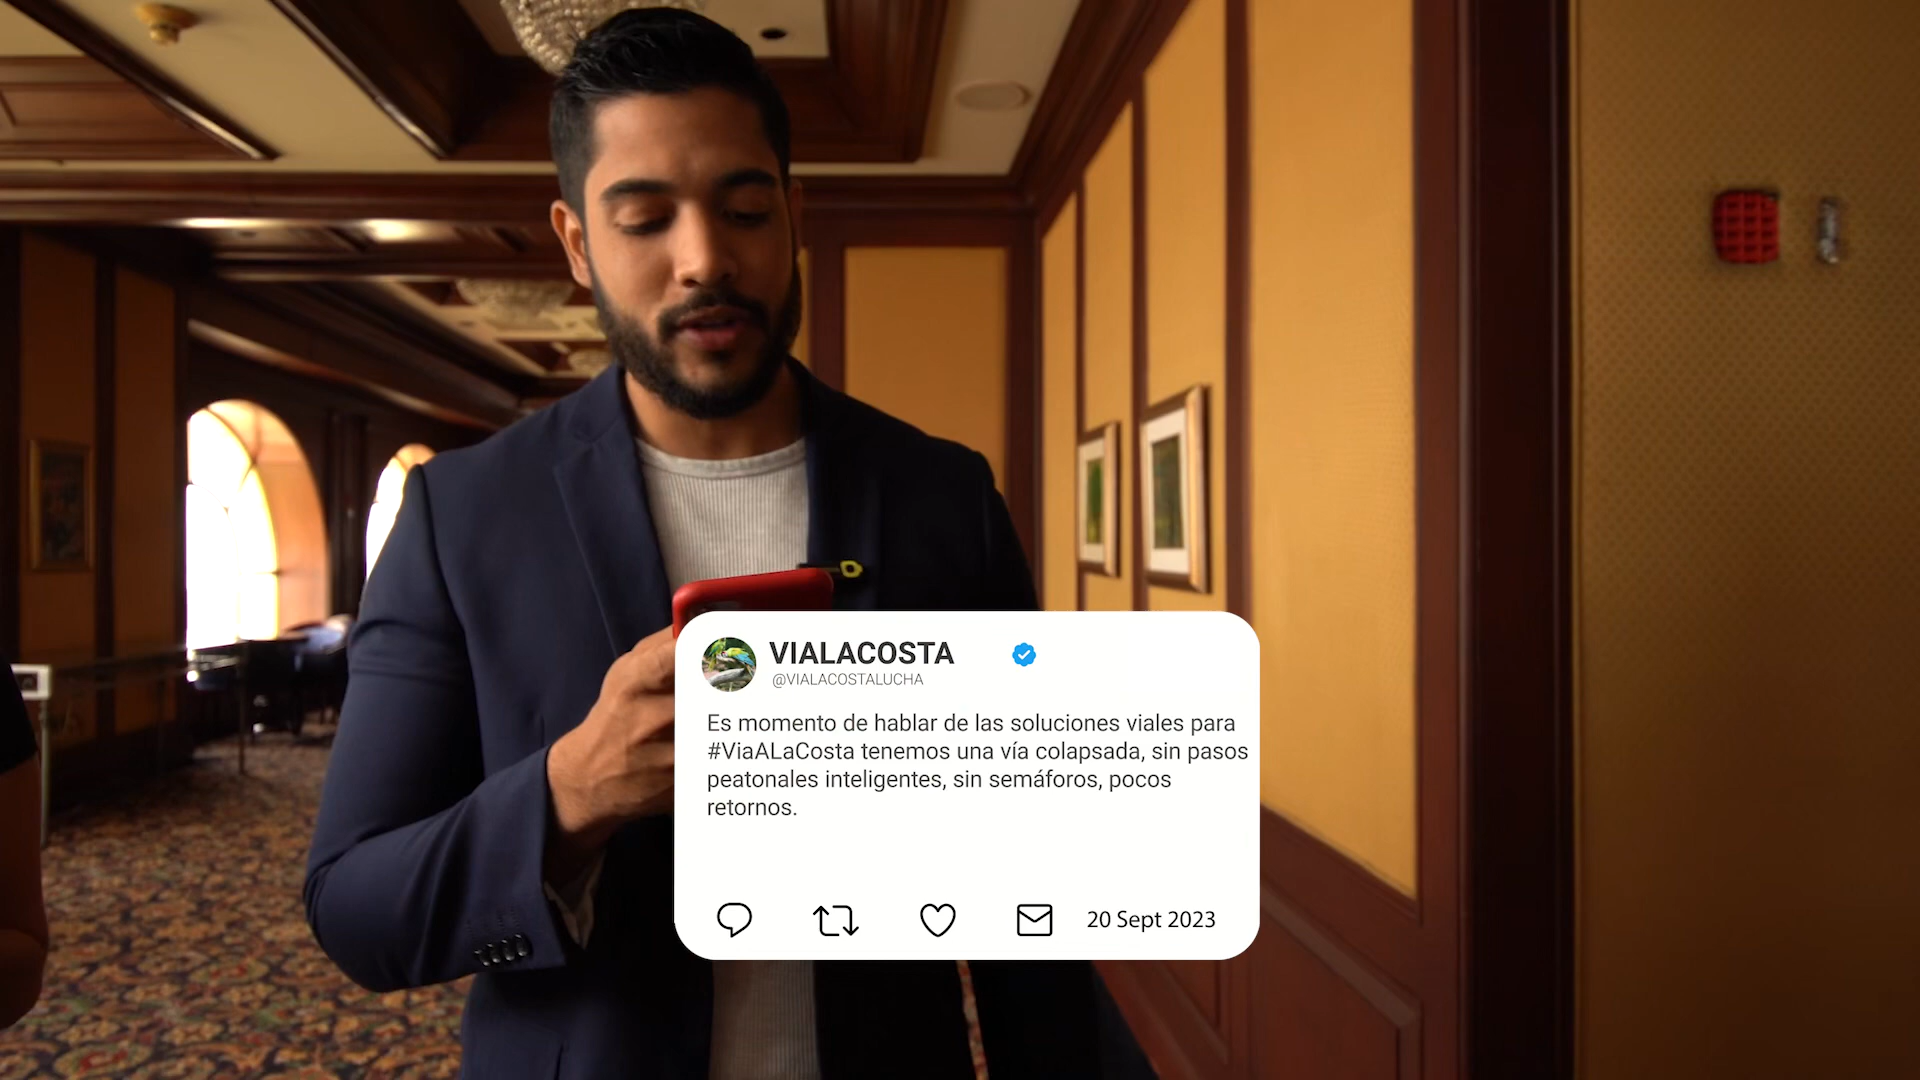 VIALACOSTA
@VIALACOSTALUCHA
Es momento de hablar de las soluciones viales para
#ViaALaCosta tenemos una vía colapsada, sin pasos
peatonales inteligentes, sin semáforos, pocos
retornos.
20 Sept 2023